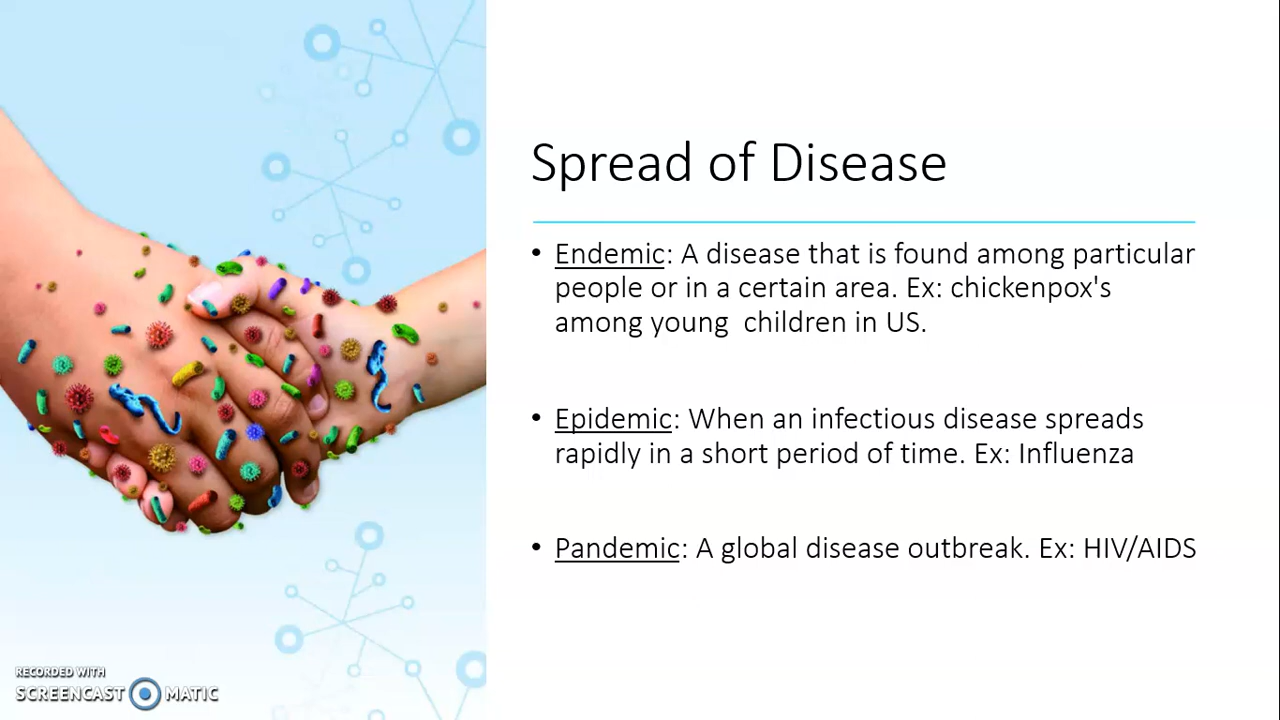 Spread of Disease
• Endemic: A disease that is found among particular
people or in a certain area. Ex: chickenpox's
among young  children in US.
• Epidemic: When an infectious disease spreads
rapidly in a short period of time. Ex: Influenza
• Pandemic: A global disease outbreak. Ex: HIV/AIDS
RECORDED WITH
SCREENCAST MATIC